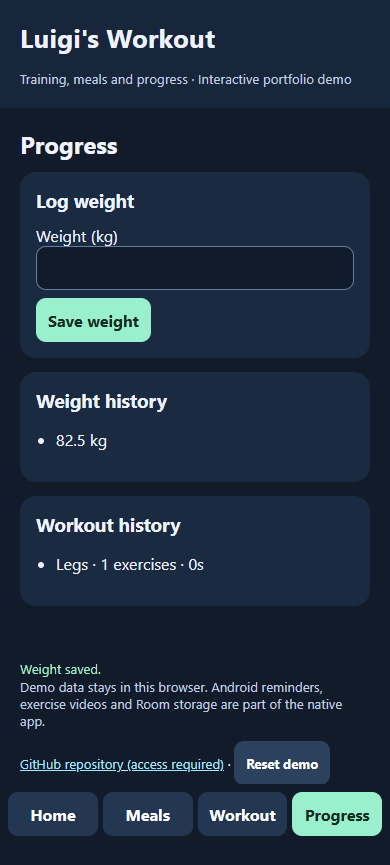 Luigi's Workout
Training, meals and progress · Interactive portfolio demo
Progress
Log weight
Weight (kg)
Save weight
Weight history
• 82.5 kg
Workout history
• Legs · 1 exercises · 0s
Weight saved.
Demo data stays in this browser. Android reminders,
exercise videos and Room storage are part of the native
app.
GitHub repository (access required) · Reset demo
Home Meals Workout Progress